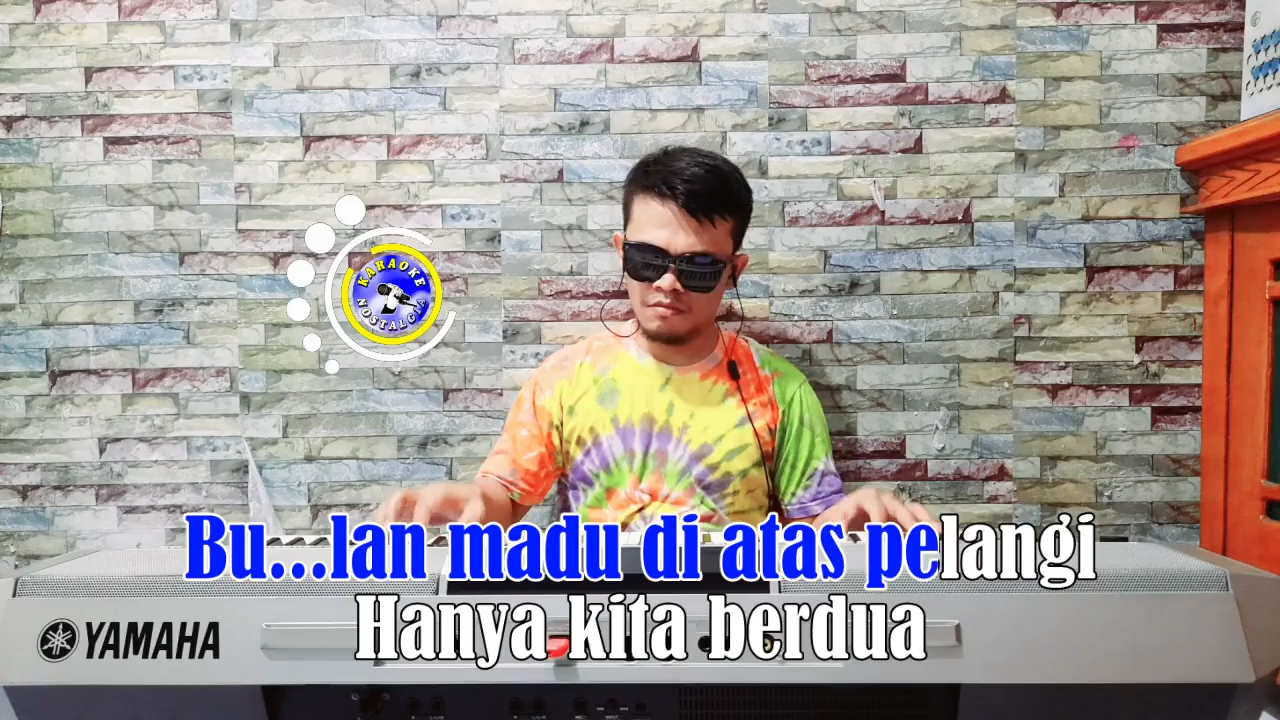 KARAOKE
NOSTALGIA
Bu...lan madu di atas pelangi
Hanya kita berdua
YAMAHA